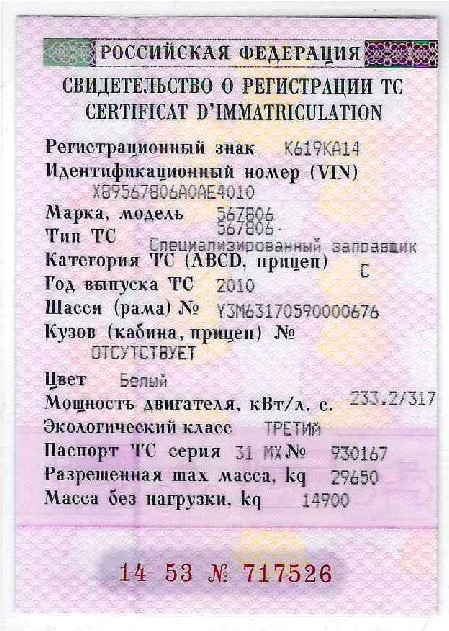 РОССИЙСКАЯ ФЕДЕРАЦИЯ
СВИДЕТЕЛЬСТВО О РЕГИСТРАЦИИ ТС
CERTIFICAT D'IMMATRICULATION
Регистрационный знак К619КА14
Идентификационный номер (VIN)
X89567806A0AE4010
Марка, модель 567806
567806-
Тип ТС
Специализированный заправщик
Категория ТС (ABCD, прицеп)
C
Год выпуска ТС 2010
Шасси (рама) № Y3M63170590000676
Кузов (кабина, прицеп) №
ОТСУТСТВУЕТ
Цвет Белый
Мощность двигателя, кВт/л. с. 233.2/317
Экологический класс ТРЕТИЙ
Паспорт ТС серия 31 МХ № 930167
Разрешенная max масса, kg 29650
Масса без нагрузки, kg 14900
14 53 № 717526